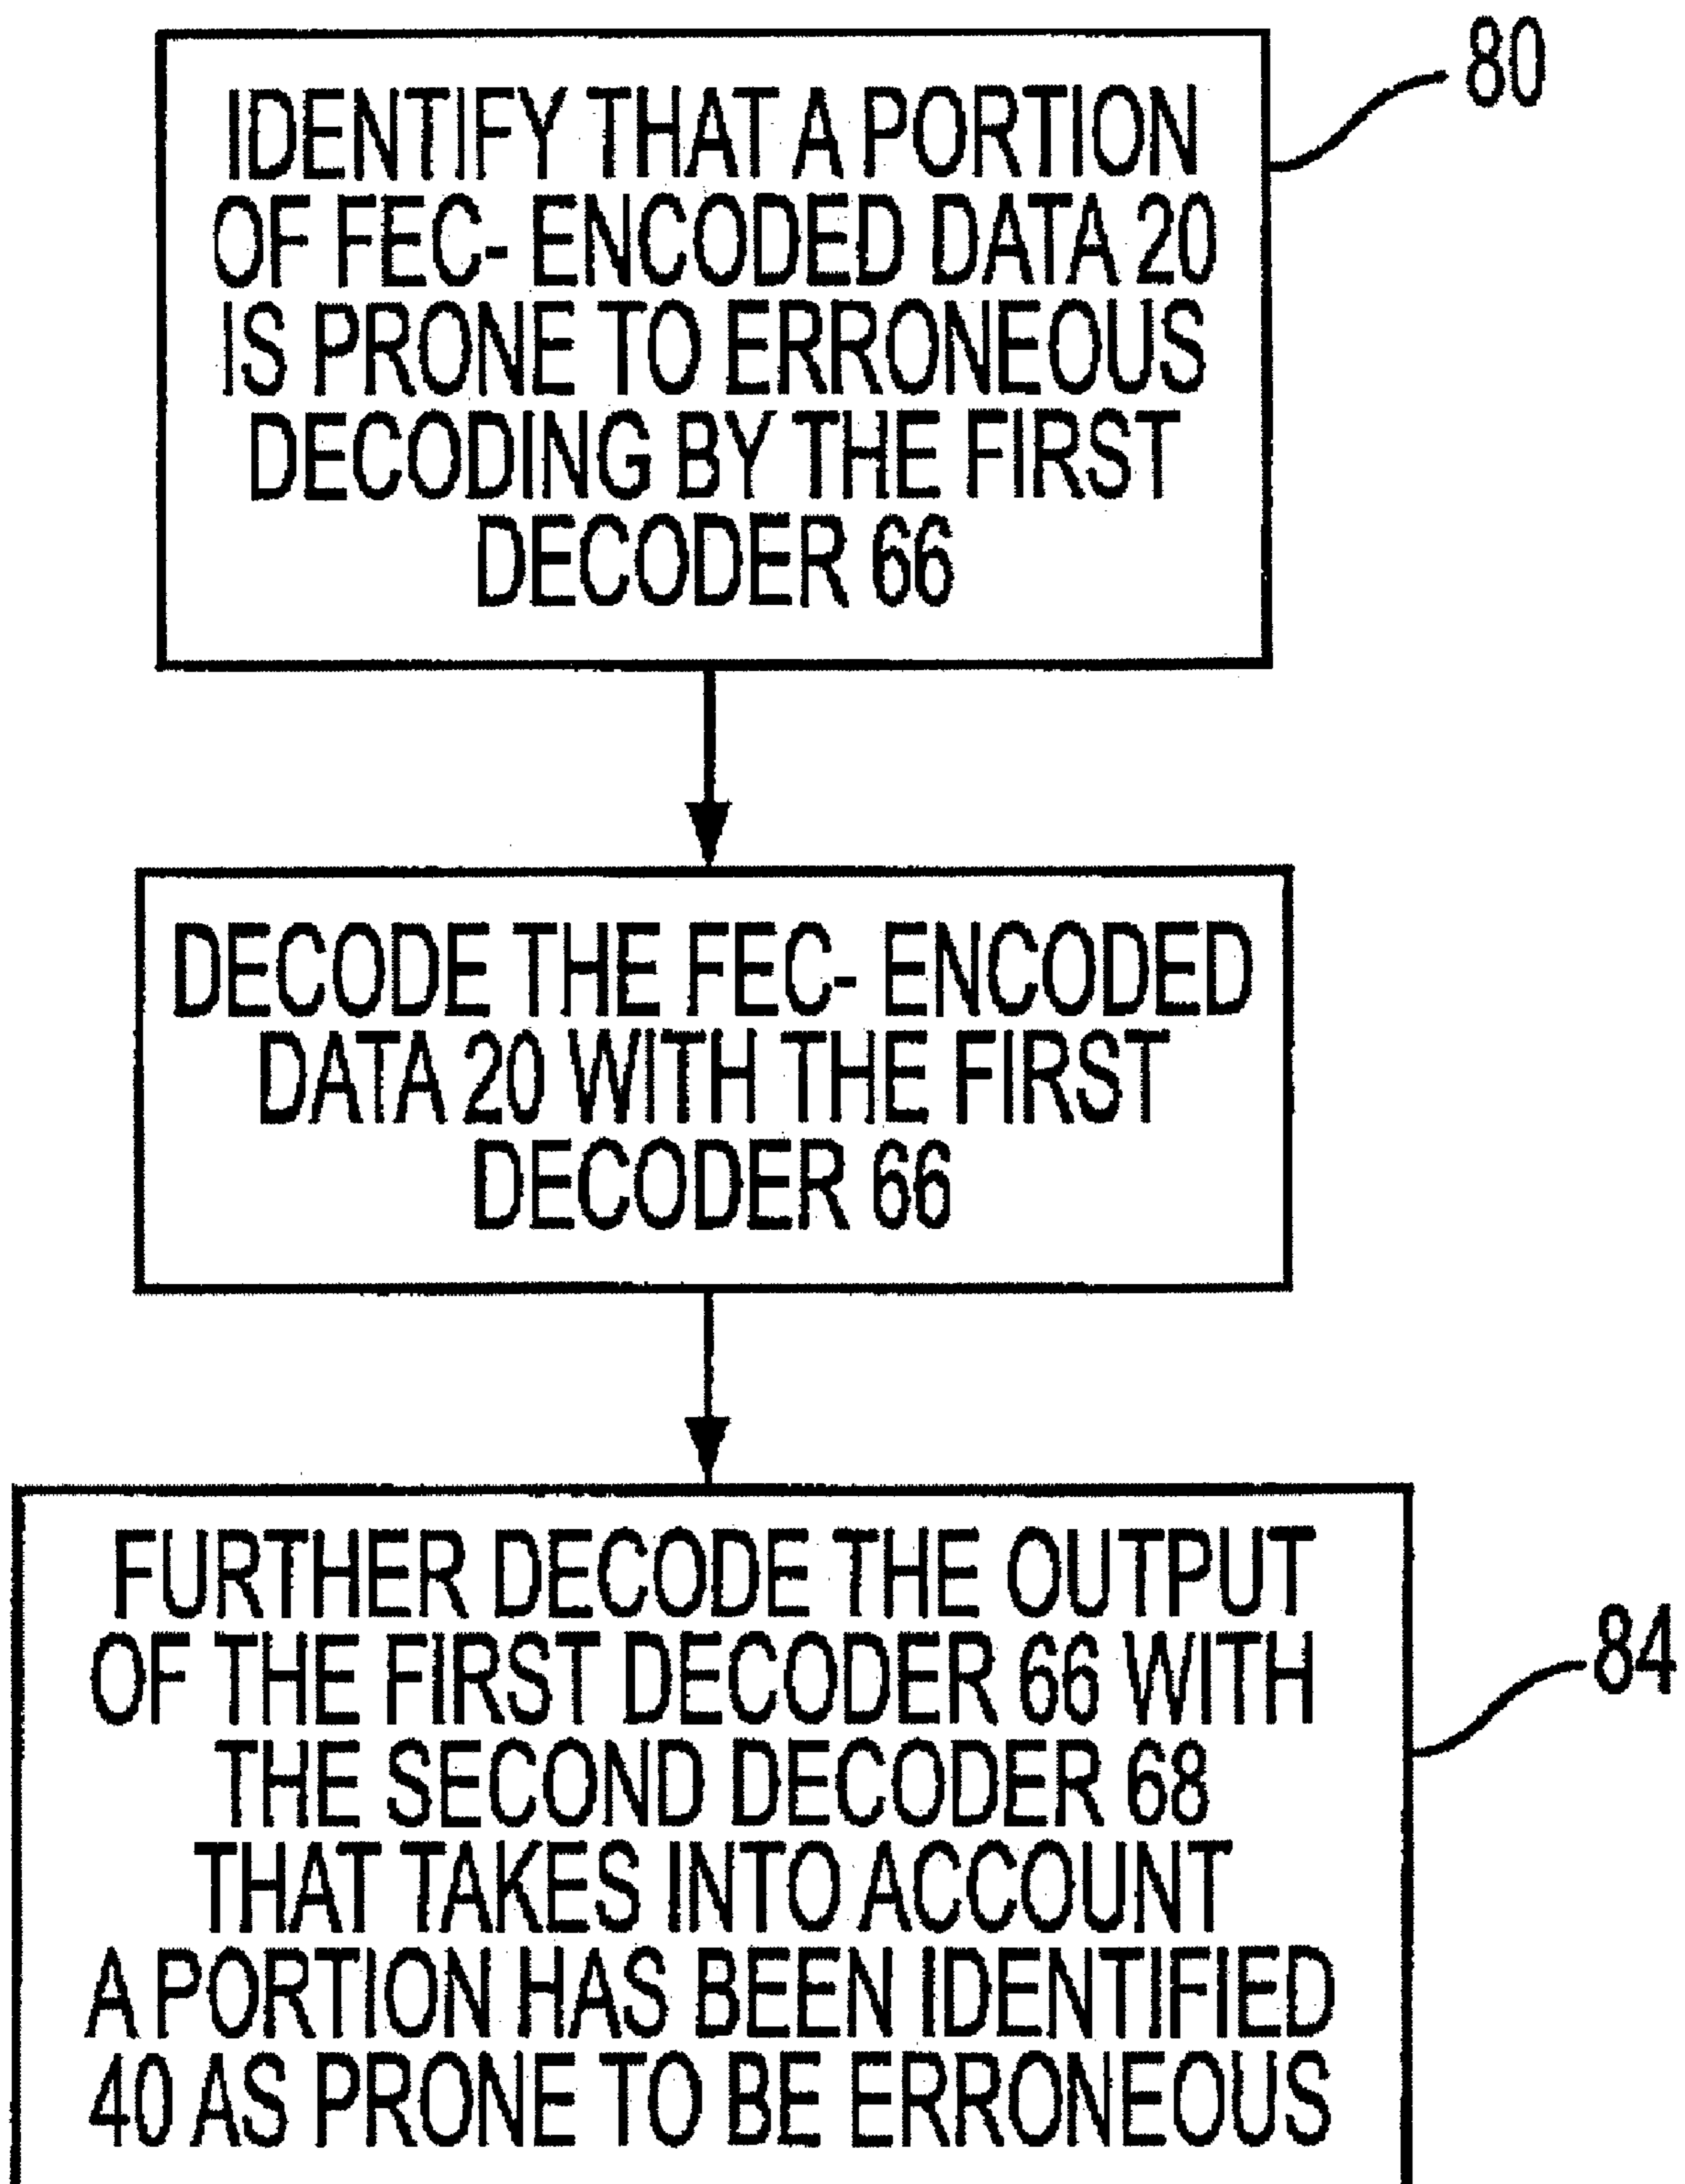 80
IDENTIFY THAT A PORTION
OF FEC- ENCODED DATA 20
IS PRONE TO ERRONEOUS
DECODING BY THE FIRST
DECODER 66
DECODE THE FEC- ENCODED
DATA 20 WITH THE FIRST
DECODER 66
FURTHER DECODE THE OUTPUT
OF THE FIRST DECODER 66 WITH
THE SECOND DECODER 68
THAT TAKES INTO ACCOUNT
A PORTION HAS BEEN IDENTIFIED
40 AS PRONE TO BE ERRONEOUS
84